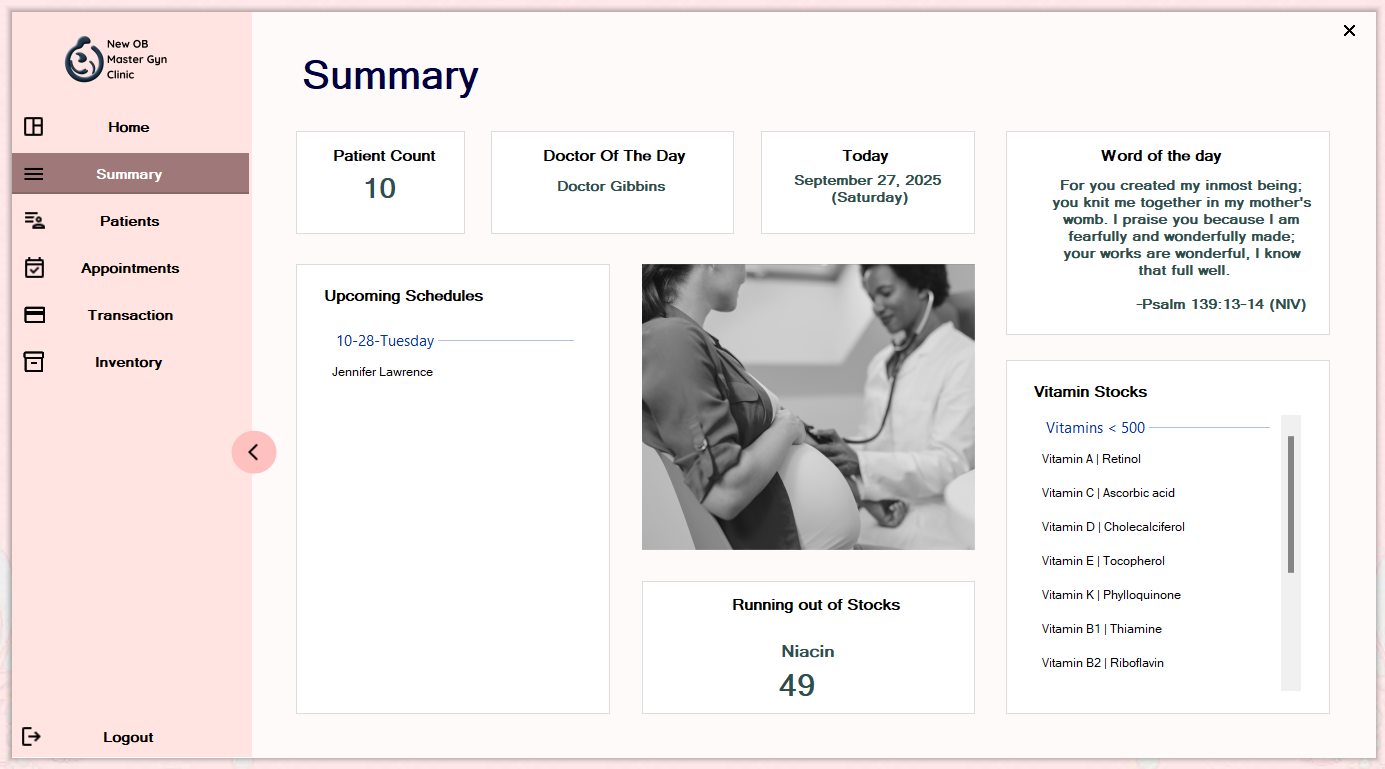 New OB
Master Gyn
Clinic
Home
Summary
Patients
Appointments
Transaction
Inventory
Logout
Summary
Patient Count
10
Doctor Of The Day
Doctor Gibbins
Today
September 27, 2025
(Saturday)
Word of the day
For you created my inmost being;
you knit me together in my mother's
womb. I praise you because I am
fearfully and wonderfully made;
your works are wonderful, I know
that full well.
-Psalm 139:13-14 (NIV)
Upcoming Schedules
10-28-Tuesday
Jennifer Lawrence
Running out of Stocks
Niacin
49
Vitamin Stocks
Vitamins < 500
Vitamin A | Retinol
Vitamin C | Ascorbic acid
Vitamin D | Cholecalciferol
Vitamin E | Tocopherol
Vitamin K | Phylloquinone
Vitamin B1 | Thiamine
Vitamin B2 | Riboflavin